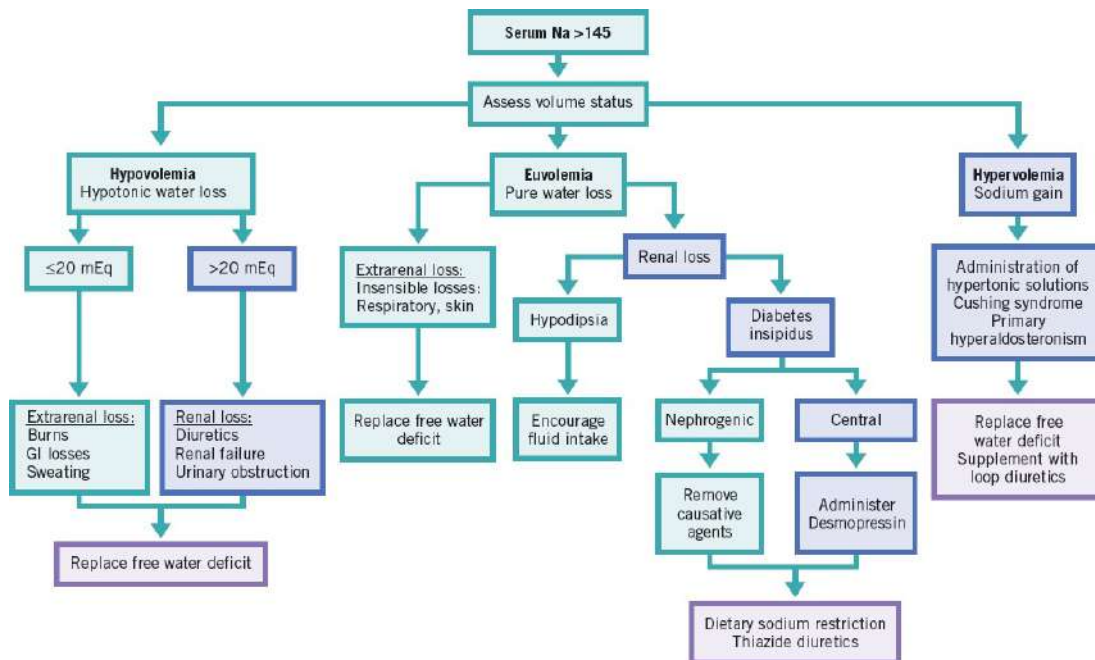 Serum Na >145
Assess volume status
Hypovolemia
Hypotonic water loss
Euvolemia
Pure water loss
Hypervolemia
Sodium gain
≤20 mEq
>20 mEq
Extrarenal loss:
Insensible losses:
Respiratory, skin
Renal loss
Administration of
hypertonic solutions
Cushing syndrome
Primary
hyperaldosteronism
Hypodipsia
Diabetes
insipidus
Extrarenal loss:
Burns
GI losses
Sweating
Renal loss:
Diuretics
Renal failure
Urinary obstruction
Replace free water
deficit
Encourage
fluid intake
Nephrogenic
Central
Replace free
water deficit
Supplement with
loop diuretics
Remove
causative
agents
Administer
Desmopressin
Replace free water deficit
Dietary sodium restriction
Thiazide diuretics